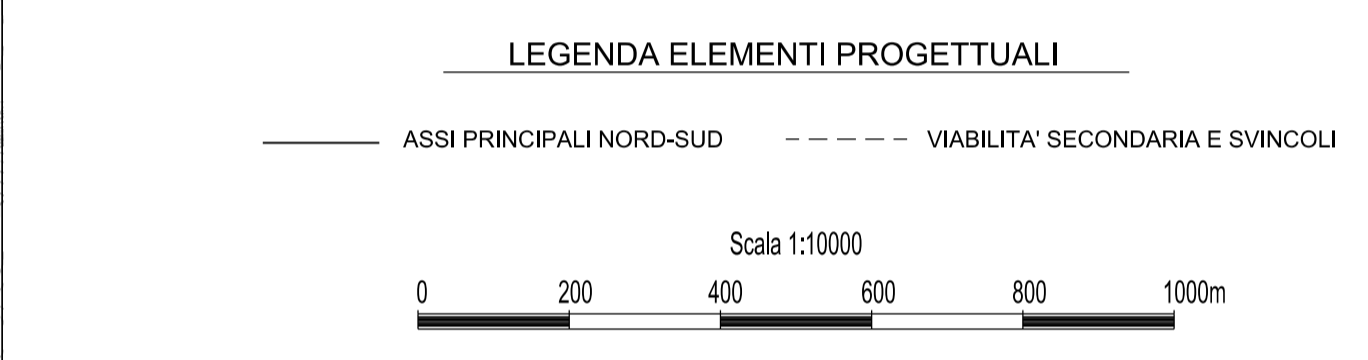 LEGENDA ELEMENTI PROGETTUALI
ASSI PRINCIPALI NORD-SUD VIABILITA' SECONDARIA E SVINCOLI
Scala 1:10000
0 200 400 600 800 1000m